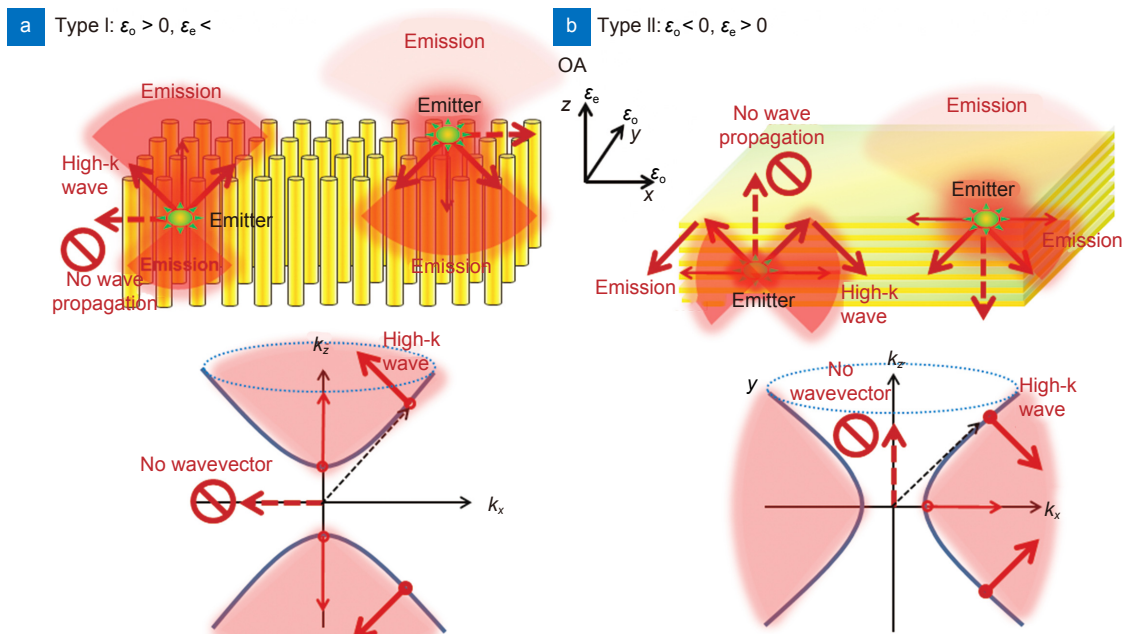 a Type I: εo > 0, εe <
Emission
Emission
Emitter
High-k
wave
Emitter
No wave
propagation
Emission
Emission
OA
εe
z
εo
y
εo
x
b Type II: εo < 0, εe > 0
No wave
propagation
Emission
Emitter
Emission
Emission
Emitter
High-k
wave
kz
High-k
wave
No wavevector
kx
y
No
wavevector
kz
High-k
wave
kx